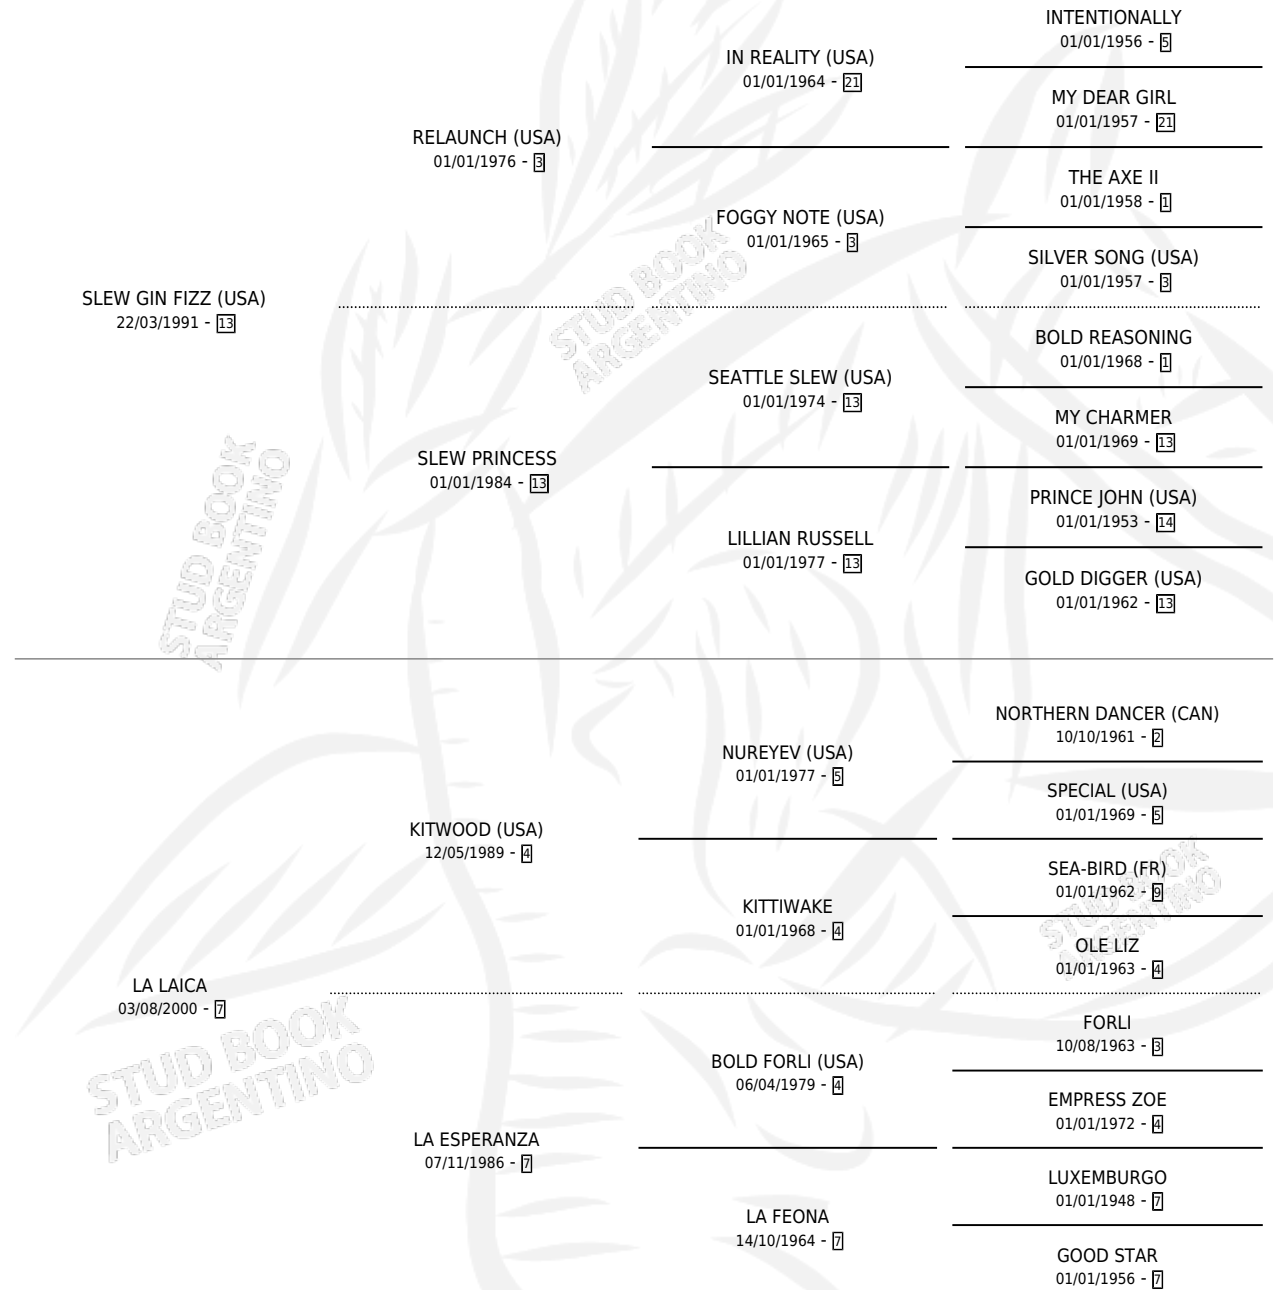 INTENTIONALLY
01/01/1956 - 5
IN REALITY (USA)
01/01/1964 - 21
MY DEAR GIRL
01/01/1957 - 21
RELAUNCH (USA)
01/01/1976 - 3
THE AXE II
01/01/1958 - 1
FOGGY NOTE (USA)
01/01/1965 - 3
SILVER SONG (USA)
01/01/1957 - 3
SLEW GIN FIZZ (USA)
22/03/1991 - 13
BOLD REASONING
01/01/1968 - 1
SEATTLE SLEW (USA)
01/01/1974 - 13
MY CHARMER
01/01/1969 - 13
SLEW PRINCESS
01/01/1984 - 13
PRINCE JOHN (USA)
01/01/1953 - 14
LILLIAN RUSSELL
01/01/1977 - 13
GOLD DIGGER (USA)
01/01/1962 - 13
NORTHERN DANCER (CAN)
10/10/1961 - 2
NUREYEV (USA)
01/01/1977 - 5
SPECIAL (USA)
01/01/1969 - 5
KITWOOD (USA)
12/05/1989 - 4
SEA-BIRD (FR)
01/01/1962 - 9
KITTIWAKE
01/01/1968 - 4
OLE LIZ
01/01/1963 - 4
LA LAICA
03/08/2000 - 7
FORLI
10/08/1963 - 3
BOLD FORLI (USA)
06/04/1979 - 4
EMPRESS ZOE
01/01/1972 - 4
LA ESPERANZA
07/11/1986 - 7
LUXEMBURGO
01/01/1948 - 7
LA FEONA
14/10/1964 - 7
GOOD STAR
01/01/1956 - 7
STUD BOOK
ARGENTINO
STUD BOOK
ARGENTINO
STUD BOOK
ARGENTINO
STUD BOOK
ARGENTINO